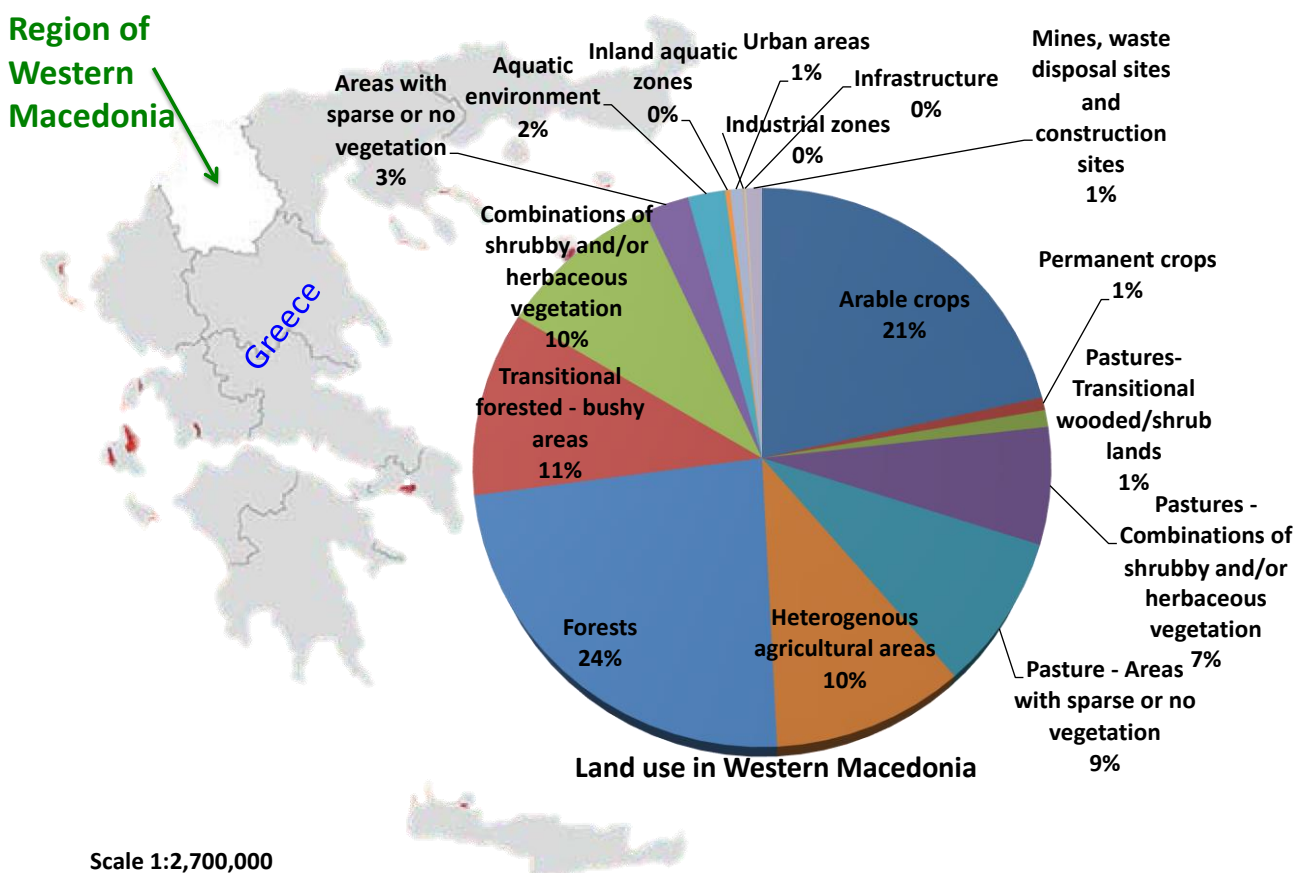 Region of
Western
Macedonia
Greece
Areas with
sparse or no
vegetation
3%
Aquatic
environment
2%
Inland aquatic
zones
0%
Urban areas
1%
Industrial zones
0%
Infrastructure
0%
Mines, waste
disposal sites
and
construction
sites
1%
Arable crops
21%
Permanent crops
1%
Pastures-
Transitional
wooded/shrub
lands
1%
Pastures -
Combinations of
shrubby and/or
herbaceous
vegetation
7%
Pasture - Areas
with sparse or no
vegetation
9%
Heterogenous
agricultural areas
10%
Forests
24%
Transitional
forested - bushy
areas
11%
Combinations of
shrubby and/or
herbaceous
vegetation
10%
Land use in Western Macedonia
Scale 1:2,700,000